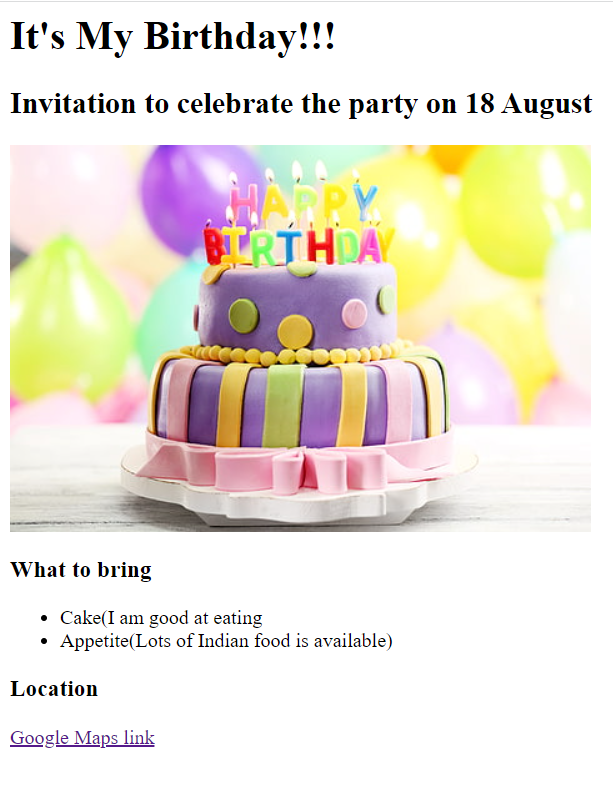 It's My Birthday!!!
Invitation to celebrate the party on 18 August
HAPPY
BIRTHDAY
What to bring
Cake(I am good at eating
Appetite(Lots of Indian food is available)
Location
Google Maps link